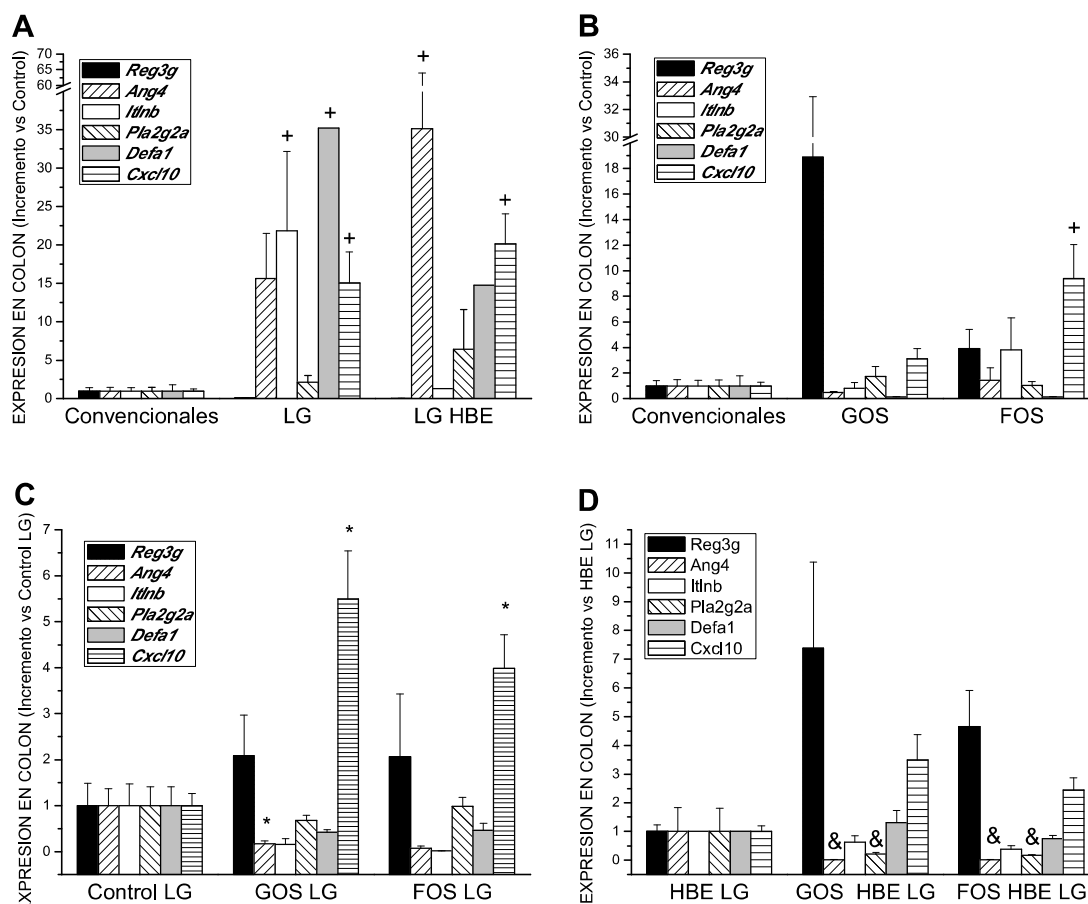 A
EXPRESION EN COLON (Incremento vs Control)
70
65
60
35
30
25
20
15
10
5
0
Reg3g
Ang4
Itlnb
Pla2g2a
Defa1
Cxcl10
+
+
+
+
+
Convencionales LG LG HBE
B
EXPRESION EN COLON (Incremento vs Control)
36
34
32
30
18
16
14
12
10
8
6
4
2
0
Reg3g
Ang4
Itlnb
Pla2g2a
Defa1
Cxcl10
+
Convencionales GOS FOS
C
XPRESION EN COLON (Incremento vs Control LG)
7
6
5
4
3
2
1
0
Reg3g
Ang4
Itlnb
Pla2g2a
Defa1
Cxcl10
*
*
*
Control LG GOS LG FOS LG
D
EXPRESION EN COLON (Incremento vs HBE LG)
11
10
9
8
7
6
5
4
3
2
1
0
Reg3g
Ang4
Itlnb
Pla2g2a
Defa1
Cxcl10
& & & &
HBE LG GOS HBE LG FOS HBE LG